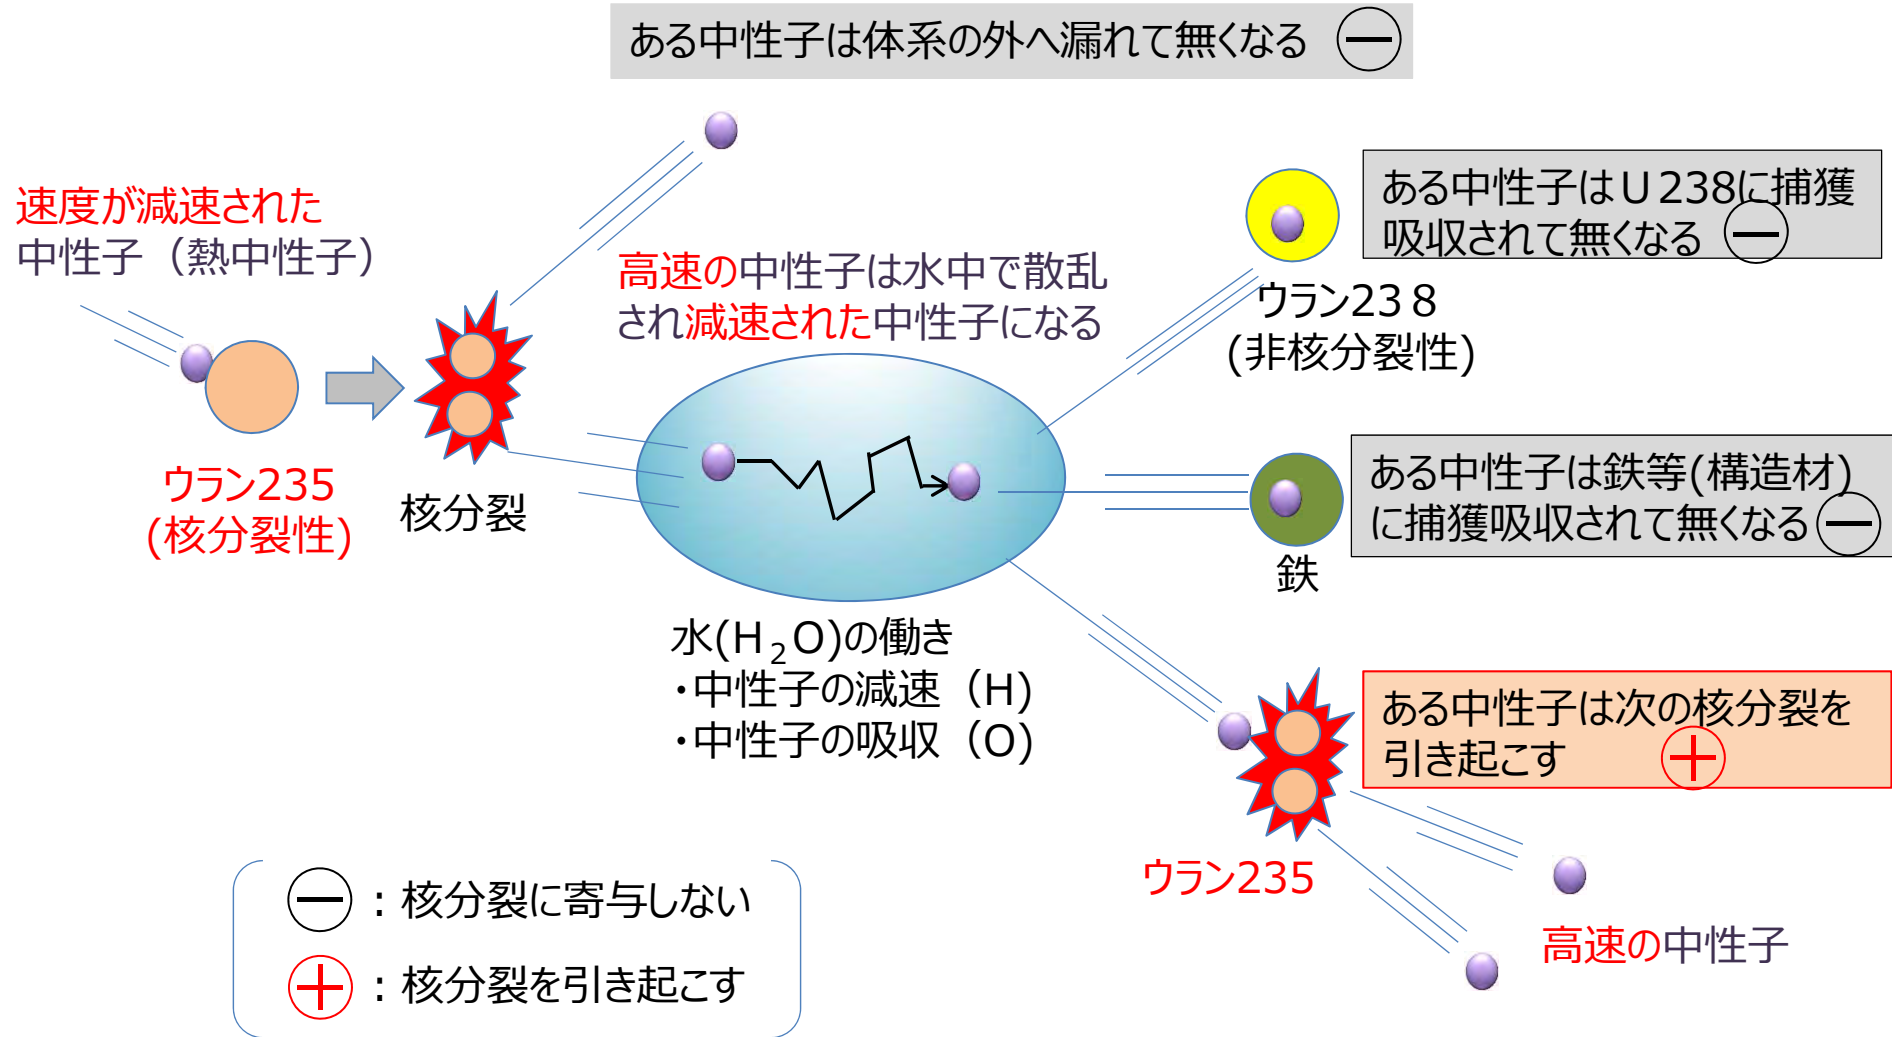 ある中性子は体系の外へ漏れて無くなる
速度が減速された
中性子（熱中性子）
高速の中性子は水中で散乱
され減速された中性子になる
ある中性子はU238に捕獲
吸収されて無くなる
ウラン238
(非核分裂性)
ウラン235
(核分裂性)
核分裂
ある中性子は鉄等(構造材)
に捕獲吸収されて無くなる
鉄
水(H₂O)の働き
・中性子の減速（H）
・中性子の吸収（O）
ある中性子は次の核分裂を
引き起こす
ウラン235
高速の中性子
：核分裂に寄与しない
：核分裂を引き起こす